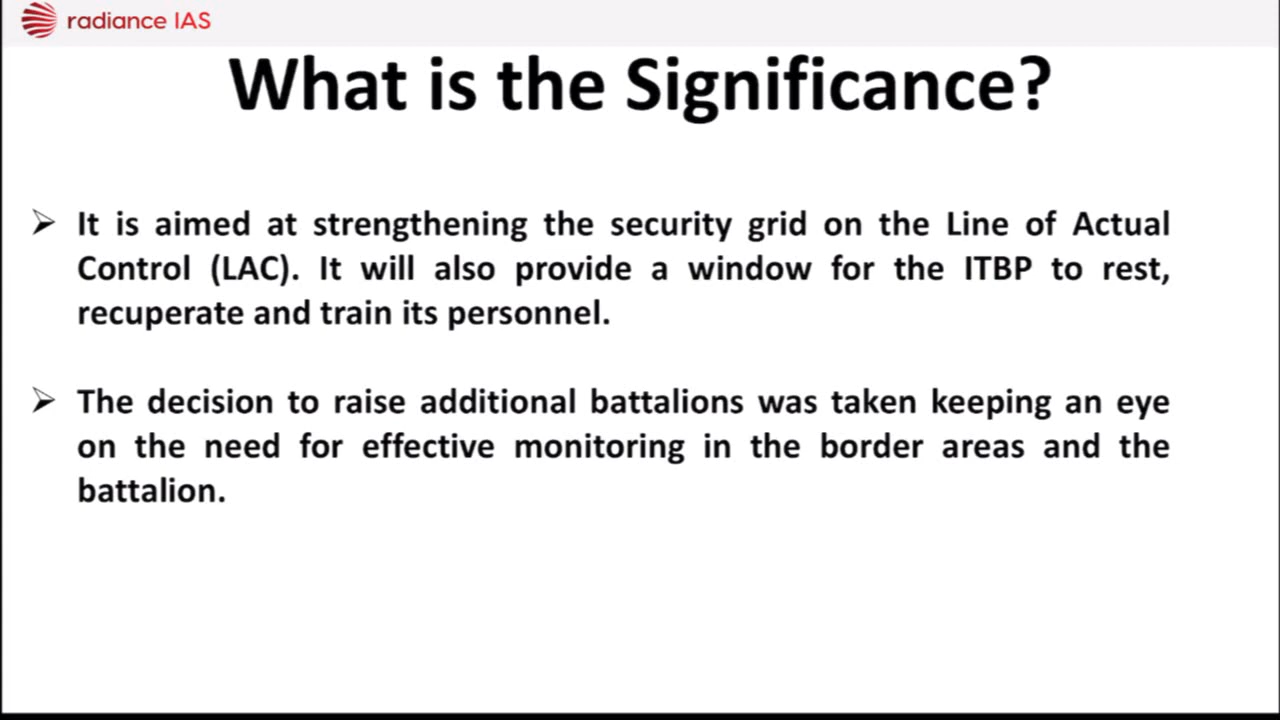 radiance IAS
What is the Significance?
➢ It is aimed at strengthening the security grid on the Line of Actual
Control (LAC). It will also provide a window for the ITBP to rest,
recuperate and train its personnel.
➢ The decision to raise additional battalions was taken keeping an eye
on the need for effective monitoring in the border areas and the
battalion.